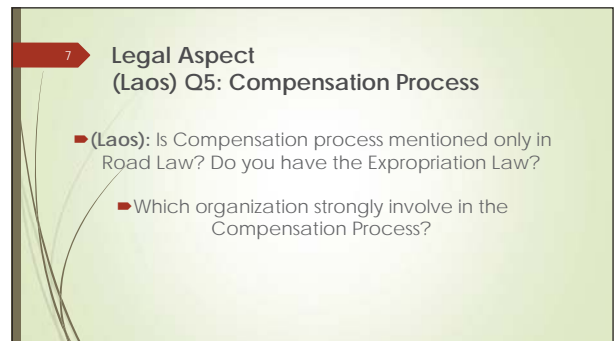 7
Legal Aspect
(Laos) Q5: Compensation Process
(Laos): Is Compensation process mentioned only in
Road Law? Do you have the Expropriation Law?
Which organization strongly involve in the
Compensation Process?